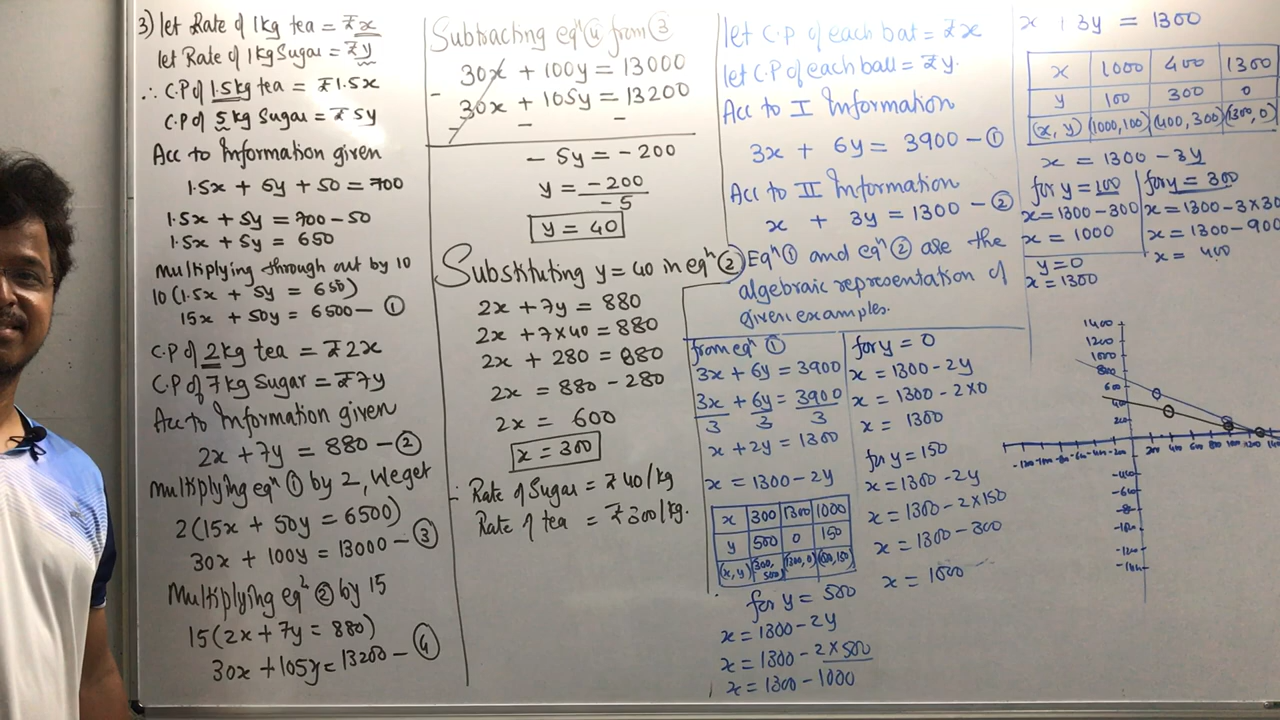 3) let Rate of 1kg tea = ₹x
let Rate of 1kg Sugar = ₹y
∴ C.P of 1.5kg tea = ₹1.5x
C.P of 5 kg Sugar = ₹5y
Acc to Information given
1.5x + 5y + 50 = 700
1.5x + 5y = 700 - 50
1.5x + 5y = 650
multiplying through out by 10
10(1.5x + 5y = 650)
15x + 50y = 6500 - ①
C.P of 2kg tea = ₹2x
C.P of 7kg Sugar = ₹7y
Acc to Information given
2x + 7y = 880 - ②
multiplying eqⁿ ① by 2, We get
2(15x + 50y = 6500)
30x + 100y = 13000 - ③
Multiplying eqⁿ ② by 15
15(2x + 7y = 880)
30x + 105y = 13200 - ④
Subtracting eqⁿ ④ from ③
30x + 100y = 13000
- 30x + 105y = 13200
- - -
- 5y = -200
y = -200
-5
y = 40
Substituting y = 40 in eqⁿ ②
2x + 7y = 880
2x + 7×40 = 880
2x + 280 = 880
2x = 880 - 280
2x = 600
x = 300
∴ Rate of Sugar = ₹40/kg
Rate of tea = ₹300/kg.
let C.P of each bat = ₹x
let C.P of each ball = ₹y.
Acc to I Information
3x + 6y = 3900 - ①
Acc to II Information
x + 3y = 1300 - ②
Eqⁿ ① and eqⁿ ② are the
algebraic representation of
given examples.
from eqⁿ ①
3x + 6y = 3900
3x + 6y = 3900
3 3 3
x + 2y = 1300
x = 1300 - 2y
x 300 1300 1000
y 500 0 150
(x, y) (300, 500) (1300, 0) (1000, 150)
for y = 500
x = 1300 - 2y
x = 1300 - 2×500
x = 1300 - 1000
for y = 0
x = 1300 - 2y
x = 1300 - 2×0
x = 1300
for y = 150
x = 1300 - 2y
x = 1300 - 2×150
x = 1300 - 300
x = 1000
x + 3y = 1300
x 1000 400 1300
y 100 300 0
(x, y) (1000, 100) (400, 300) (1300, 0)
x = 1300 - 3y
for y = 100
x = 1300 - 300
x = 1000
y = 0
x = 1300
for y = 300
x = 1300 - 3×30
x = 1300 - 900
x = 400
1400
1200
1000
800
600
400
200
200 400 600 800 1000 1200